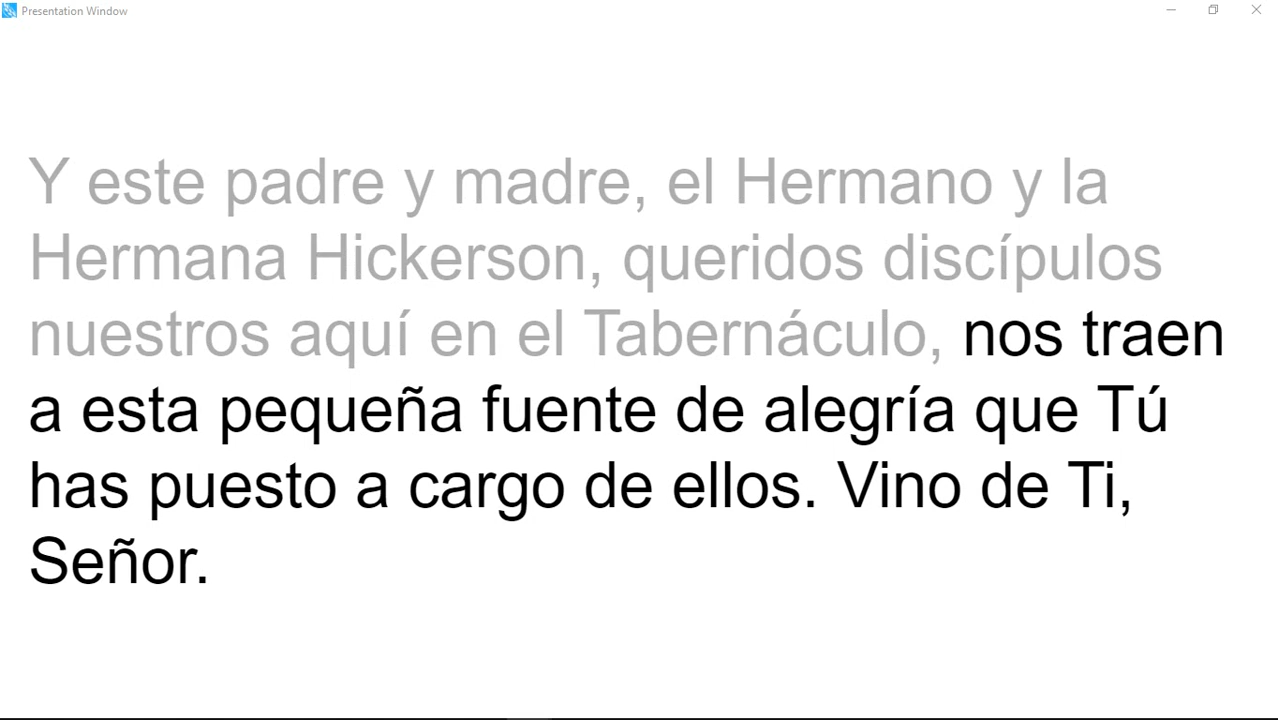 Presentation Window
Y este padre y madre, el Hermano y la
Hermana Hickerson, queridos discípulos
nuestros aquí en el Tabernáculo, nos traen
a esta pequeña fuente de alegría que Tú
has puesto a cargo de ellos. Vino de Ti,
Señor.